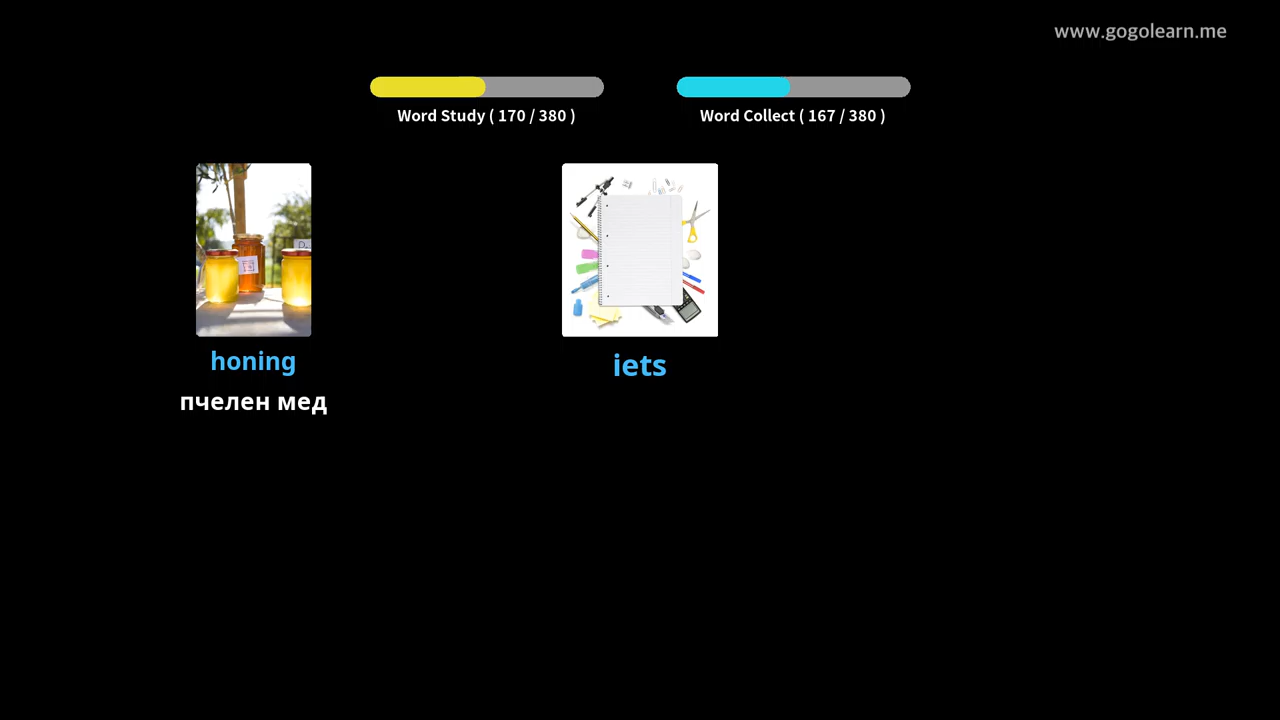 www.gogolearn.me
Word Study ( 170 / 380 )
Word Collect ( 167 / 380 )
honing
пчелен мед
iets